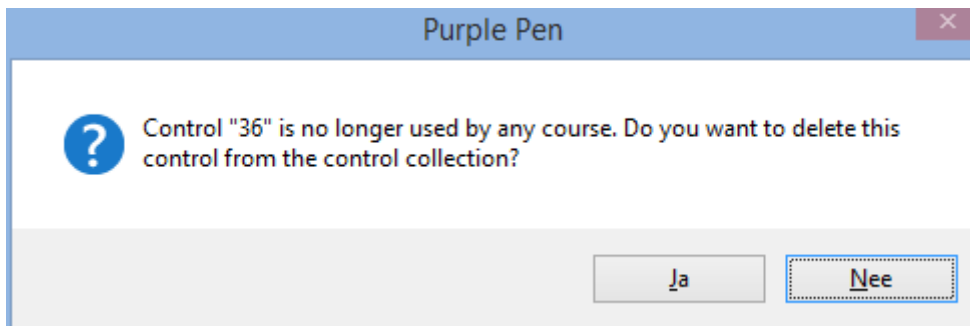 Purple Pen
Control "36" is no longer used by any course. Do you want to delete this
control from the control collection?
Ja
Nee